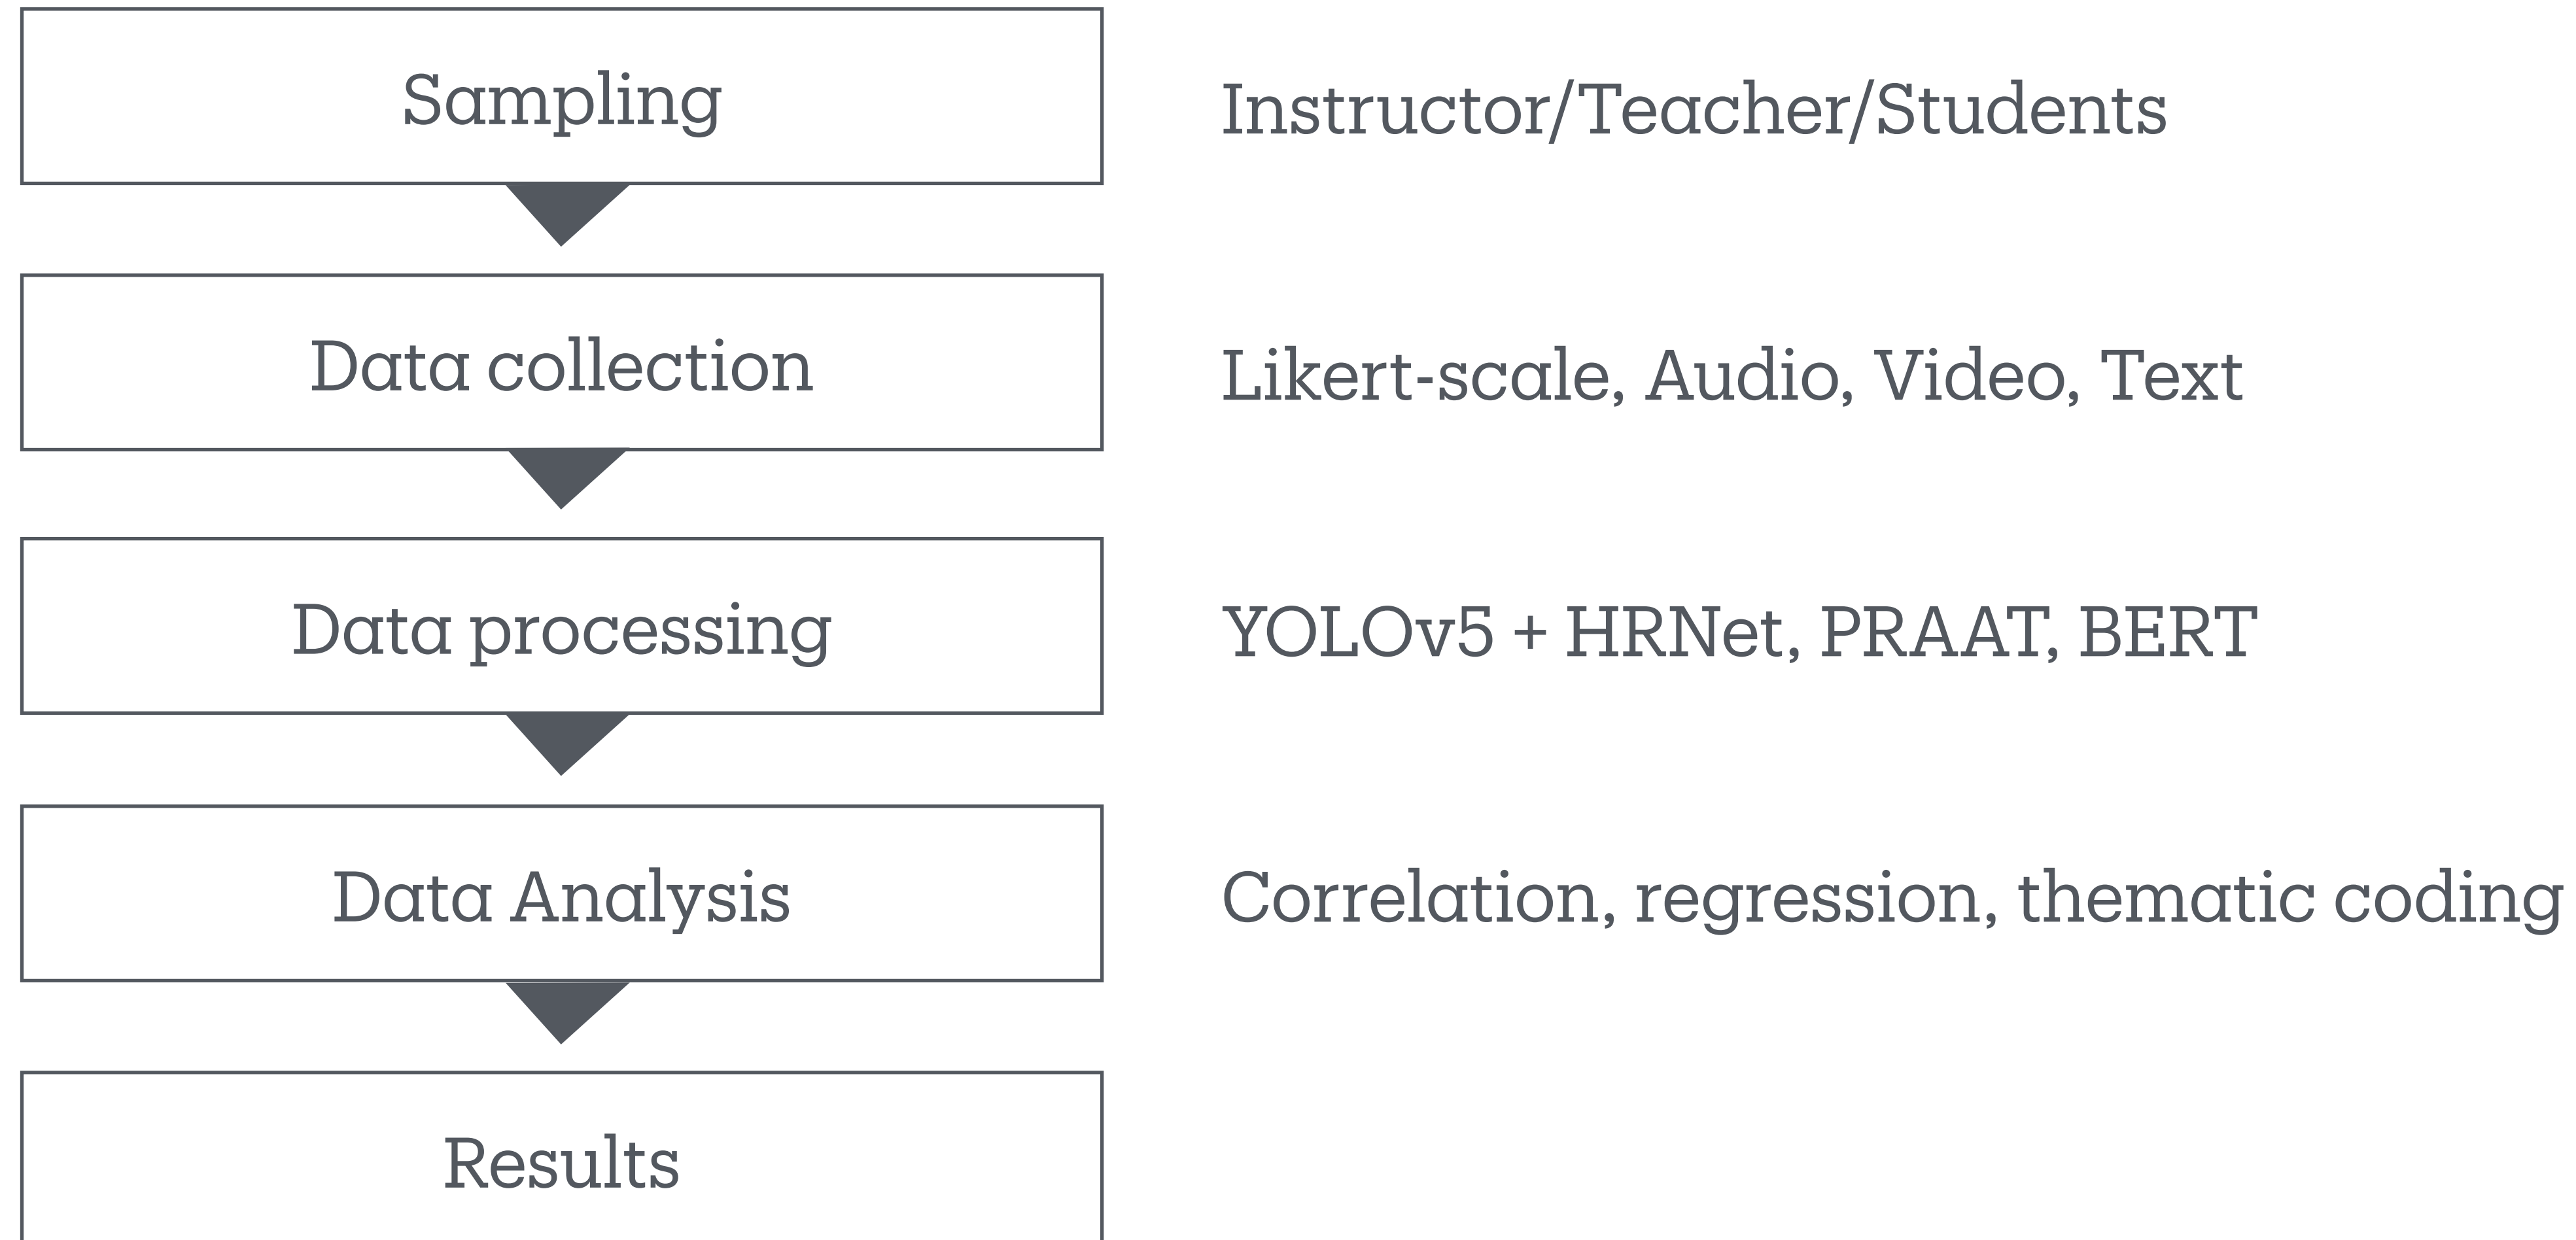 Sampling
Instructor/Teacher/Students
Data collection
Likert-scale, Audio, Video, Text
Data processing
YOLOv5 + HRNet, PRAAT, BERT
Data Analysis
Correlation, regression, thematic coding
Results